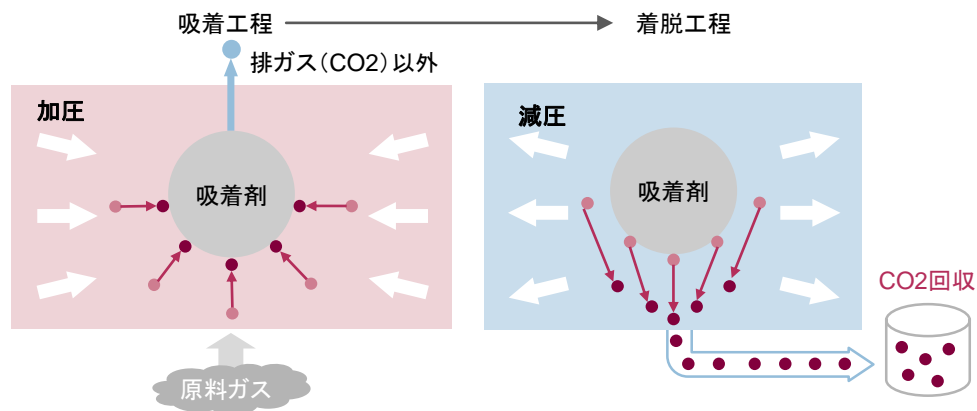 吸着工程
着脱工程
排ガス(CO2)以外
加圧
減圧
吸着剤
吸着剤
CO2回収
原料ガス